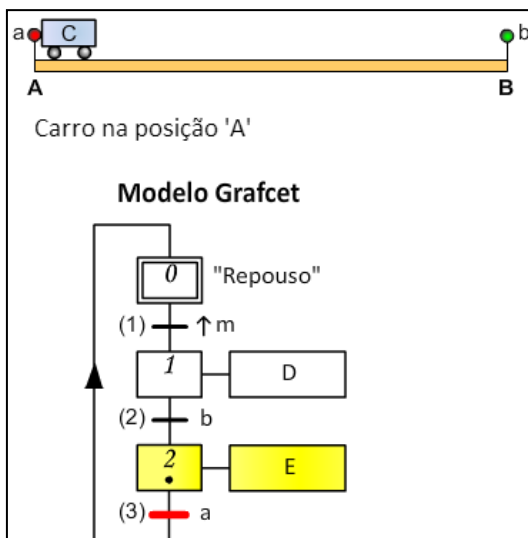 a C b
A B
Carro na posição 'A'
Modelo Grafcet
0 "Repouso"
(1) ↑m
1 D
(2) b
2 E
(3) a